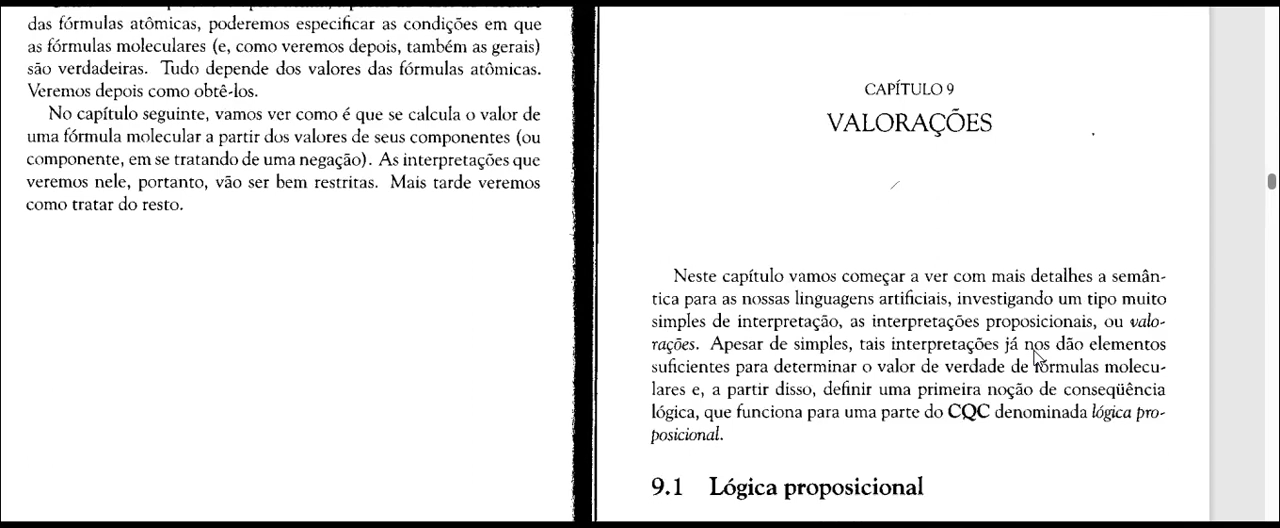 das fórmulas atômicas, poderemos especificar as condições em que
as fórmulas moleculares (e, como veremos depois, também as gerais)
são verdadeiras. Tudo depende dos valores das fórmulas atômicas.
Veremos depois como obtê-los.
No capítulo seguinte, vamos ver como é que se calcula o valor de
uma fórmula molecular a partir dos valores de seus componentes (ou
componente, em se tratando de uma negação). As interpretações que
veremos nele, portanto, vão ser bem restritas. Mais tarde veremos
como tratar do resto.
CAPÍTULO 9
VALORAÇÕES
Neste capítulo vamos começar a ver com mais detalhes a semân-
tica para as nossas linguagens artificiais, investigando um tipo muito
simples de interpretação, as interpretações proposicionais, ou valo-
rações. Apesar de simples, tais interpretações já nos dão elementos
suficientes para determinar o valor de verdade de fórmulas molecu-
lares e, a partir disso, definir uma primeira noção de conseqüência
lógica, que funciona para uma parte do CQC denominada lógica pro-
posicional.
9.1 Lógica proposicional